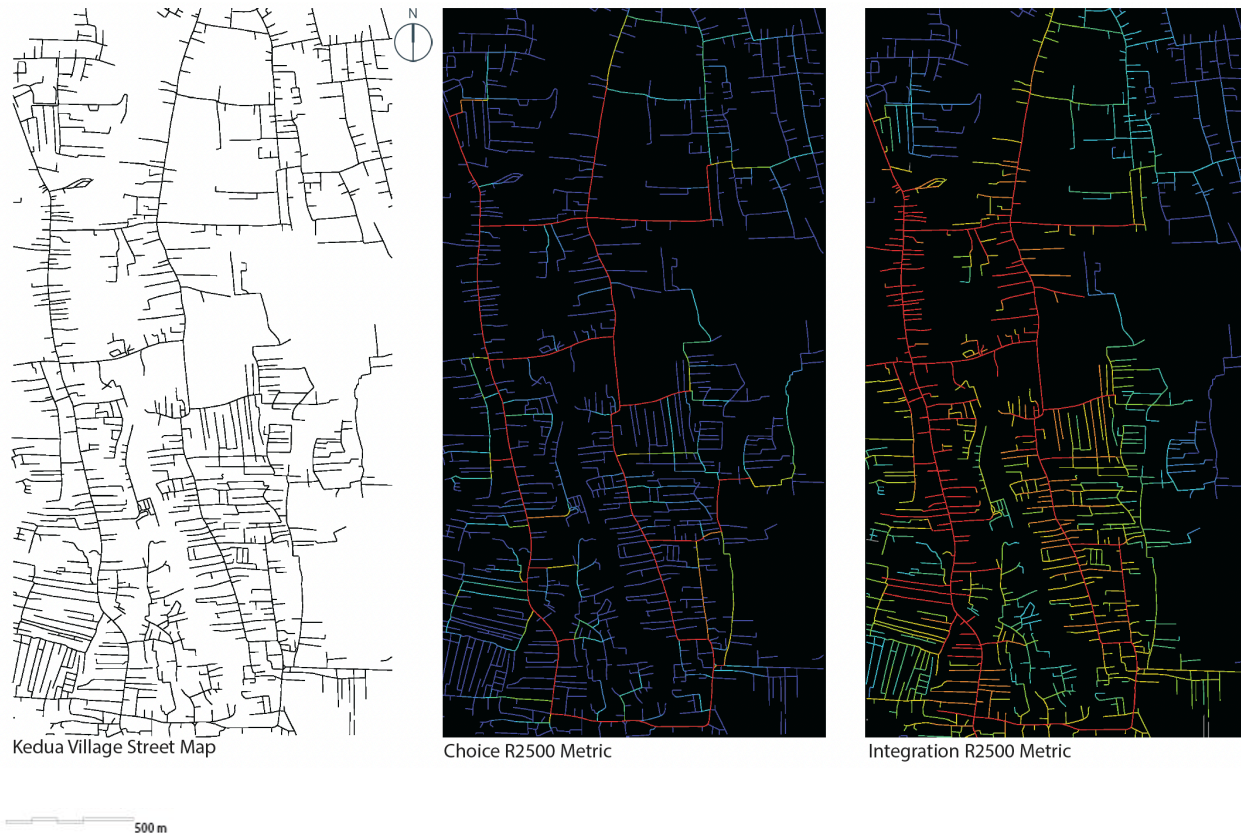 N
Kedua Village Street Map
Choice R2500 Metric
Integration R2500 Metric
500 m